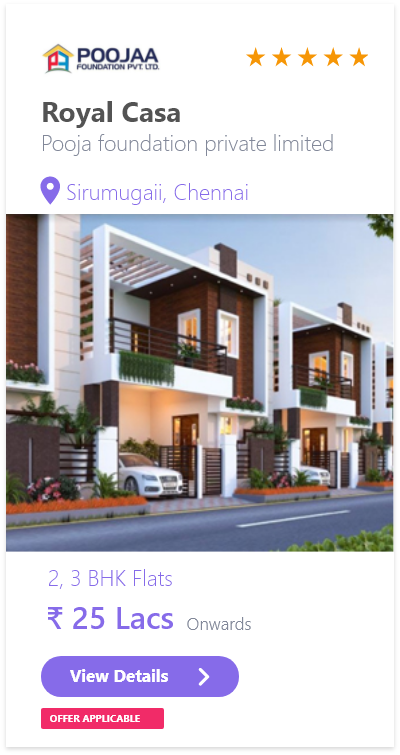 POOJAA
FOUNDATION PVT. LTD.
Royal Casa
Pooja foundation private limited
Sirumugaii, Chennai
2, 3 BHK Flats
₹ 25 Lacs Onwards
View Details
OFFER APPLICABLE